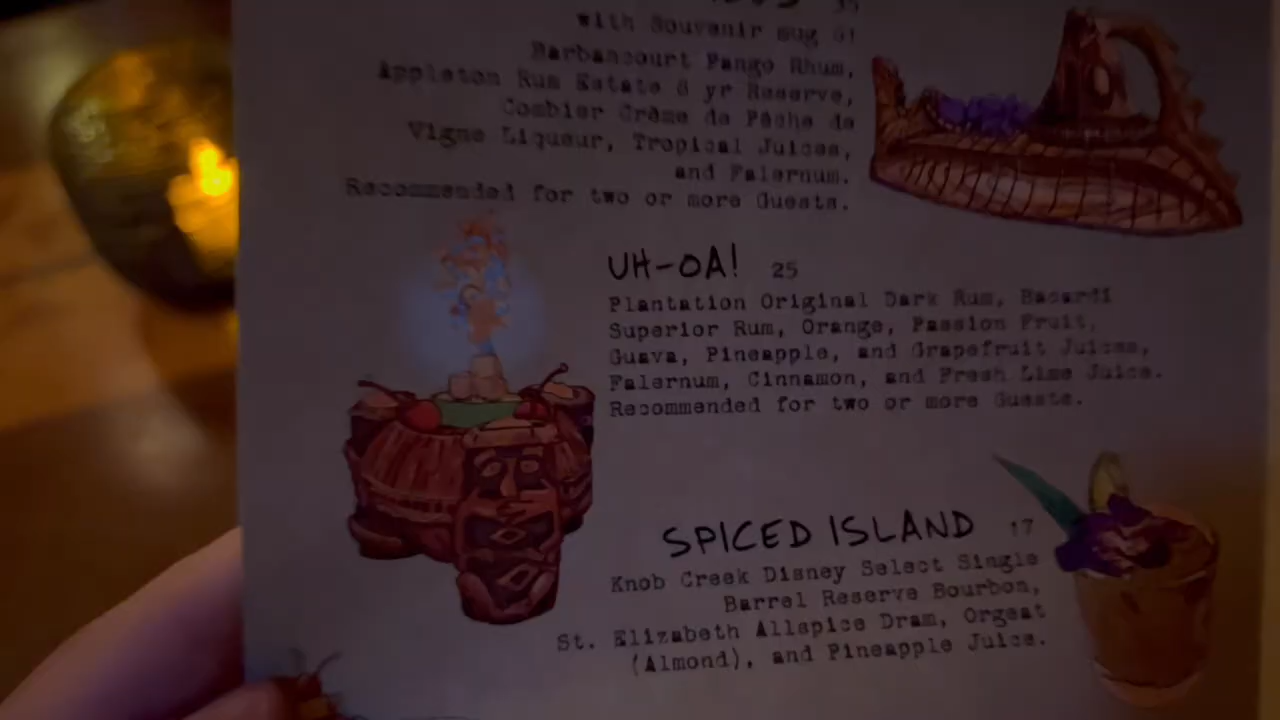 35
with Souvenir mug 61
Barbancourt Pango Rhum,
Appleton Rum Estate 8 yr Reserve,
Combier Crème de Pêche de
Vigne Liqueur, Tropical Juices,
and Falernum.
Recommended for two or more Guests.
UH-OA! 25
Plantation Original Dark Rum, Bacardi
Superior Rum, Orange, Passion Fruit,
Guava, Pineapple, and Grapefruit Juices,
Falernum, Cinnamon, and Fresh Lime Juice.
Recommended for two or more Guests.
SPICED ISLAND 17
Knob Creek Disney Select Single
Barrel Reserve Bourbon,
St. Elizabeth Allspice Dram, Orgeat
(Almond), and Pineapple Juice.